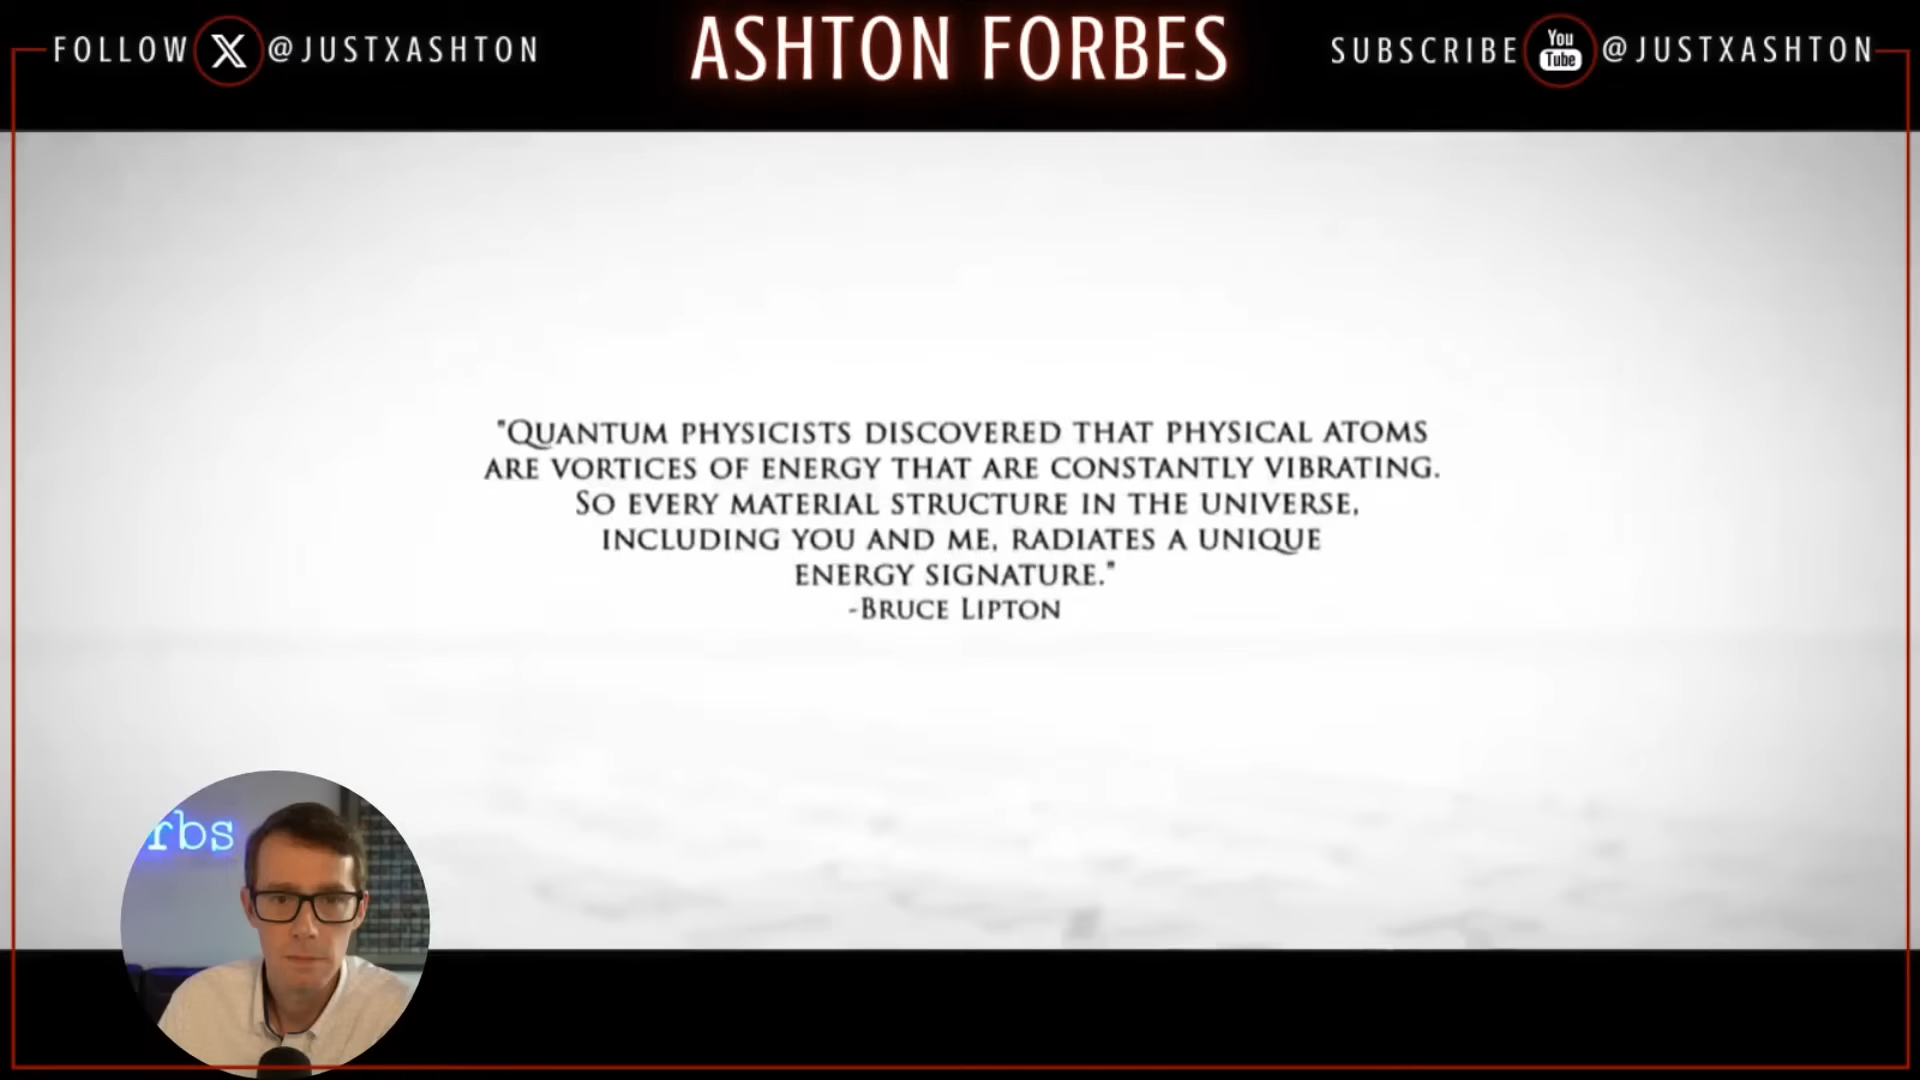 FOLLOW X @JUSTXASHTON
ASHTON FORBES
SUBSCRIBE You Tube @JUSTXASHTON
"QUANTUM PHYSICISTS DISCOVERED THAT PHYSICAL ATOMS
ARE VORTICES OF ENERGY THAT ARE CONSTANTLY VIBRATING.
SO EVERY MATERIAL STRUCTURE IN THE UNIVERSE,
INCLUDING YOU AND ME, RADIATES A UNIQUE
ENERGY SIGNATURE."
-BRUCE LIPTON
rbs